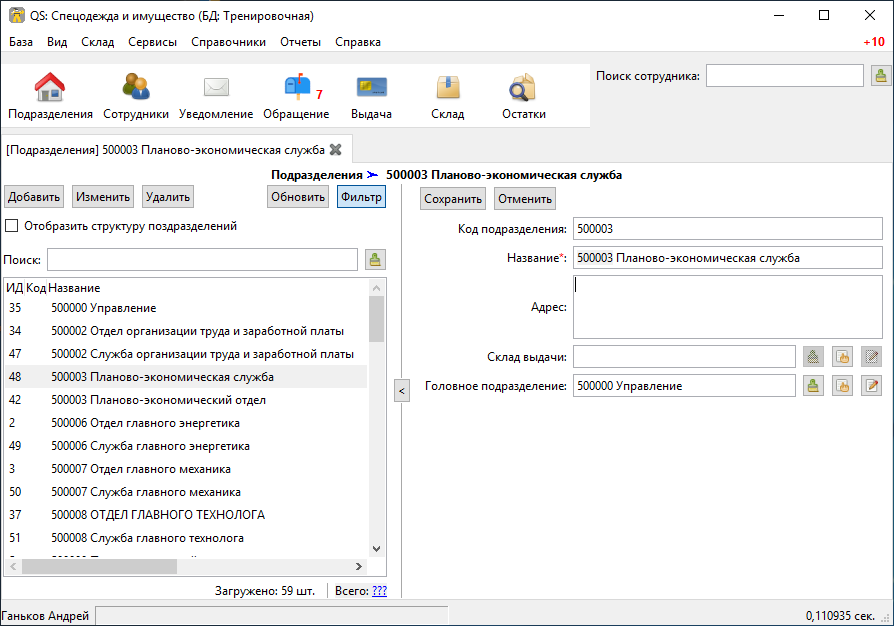 QS: Спецодежда и имущество (БД: Тренировочная)
База Вид Склад Сервисы Справочники Отчеты Справка +10
Подразделения Сотрудники Уведомление Обращение 7 Выдача Склад Остатки
Поиск сотрудника:
[Подразделения] 500003 Планово-экономическая служба
Подразделения 500003 Планово-экономическая служба
Добавить Изменить Удалить Обновить Фильтр
Отобразить структуру поздразделений
Поиск:
ИД Код Название
35 500000 Управление
34 500002 Отдел организации труда и заработной платы
47 500002 Служба организации труда и заработной платы
48 500003 Планово-экономическая служба
42 500003 Планово-экономический отдел
2 500006 Отдел главного энергетика
49 500006 Служба главного энергетика
3 500007 Отдел главного механика
50 500007 Служба главного механика
37 500008 ОТДЕЛ ГЛАВНОГО ТЕХНОЛОГА
51 500008 Служба главного технолога
Загружено: 59 шт. Всего: ???
<
Сохранить Отменить
Код подразделения: 500003
Название*: 500003 Планово-экономическая служба
Адрес:
Склад выдачи:
Головное подразделение: 500000 Управление
Ганьков Андрей 0,110935 сек.